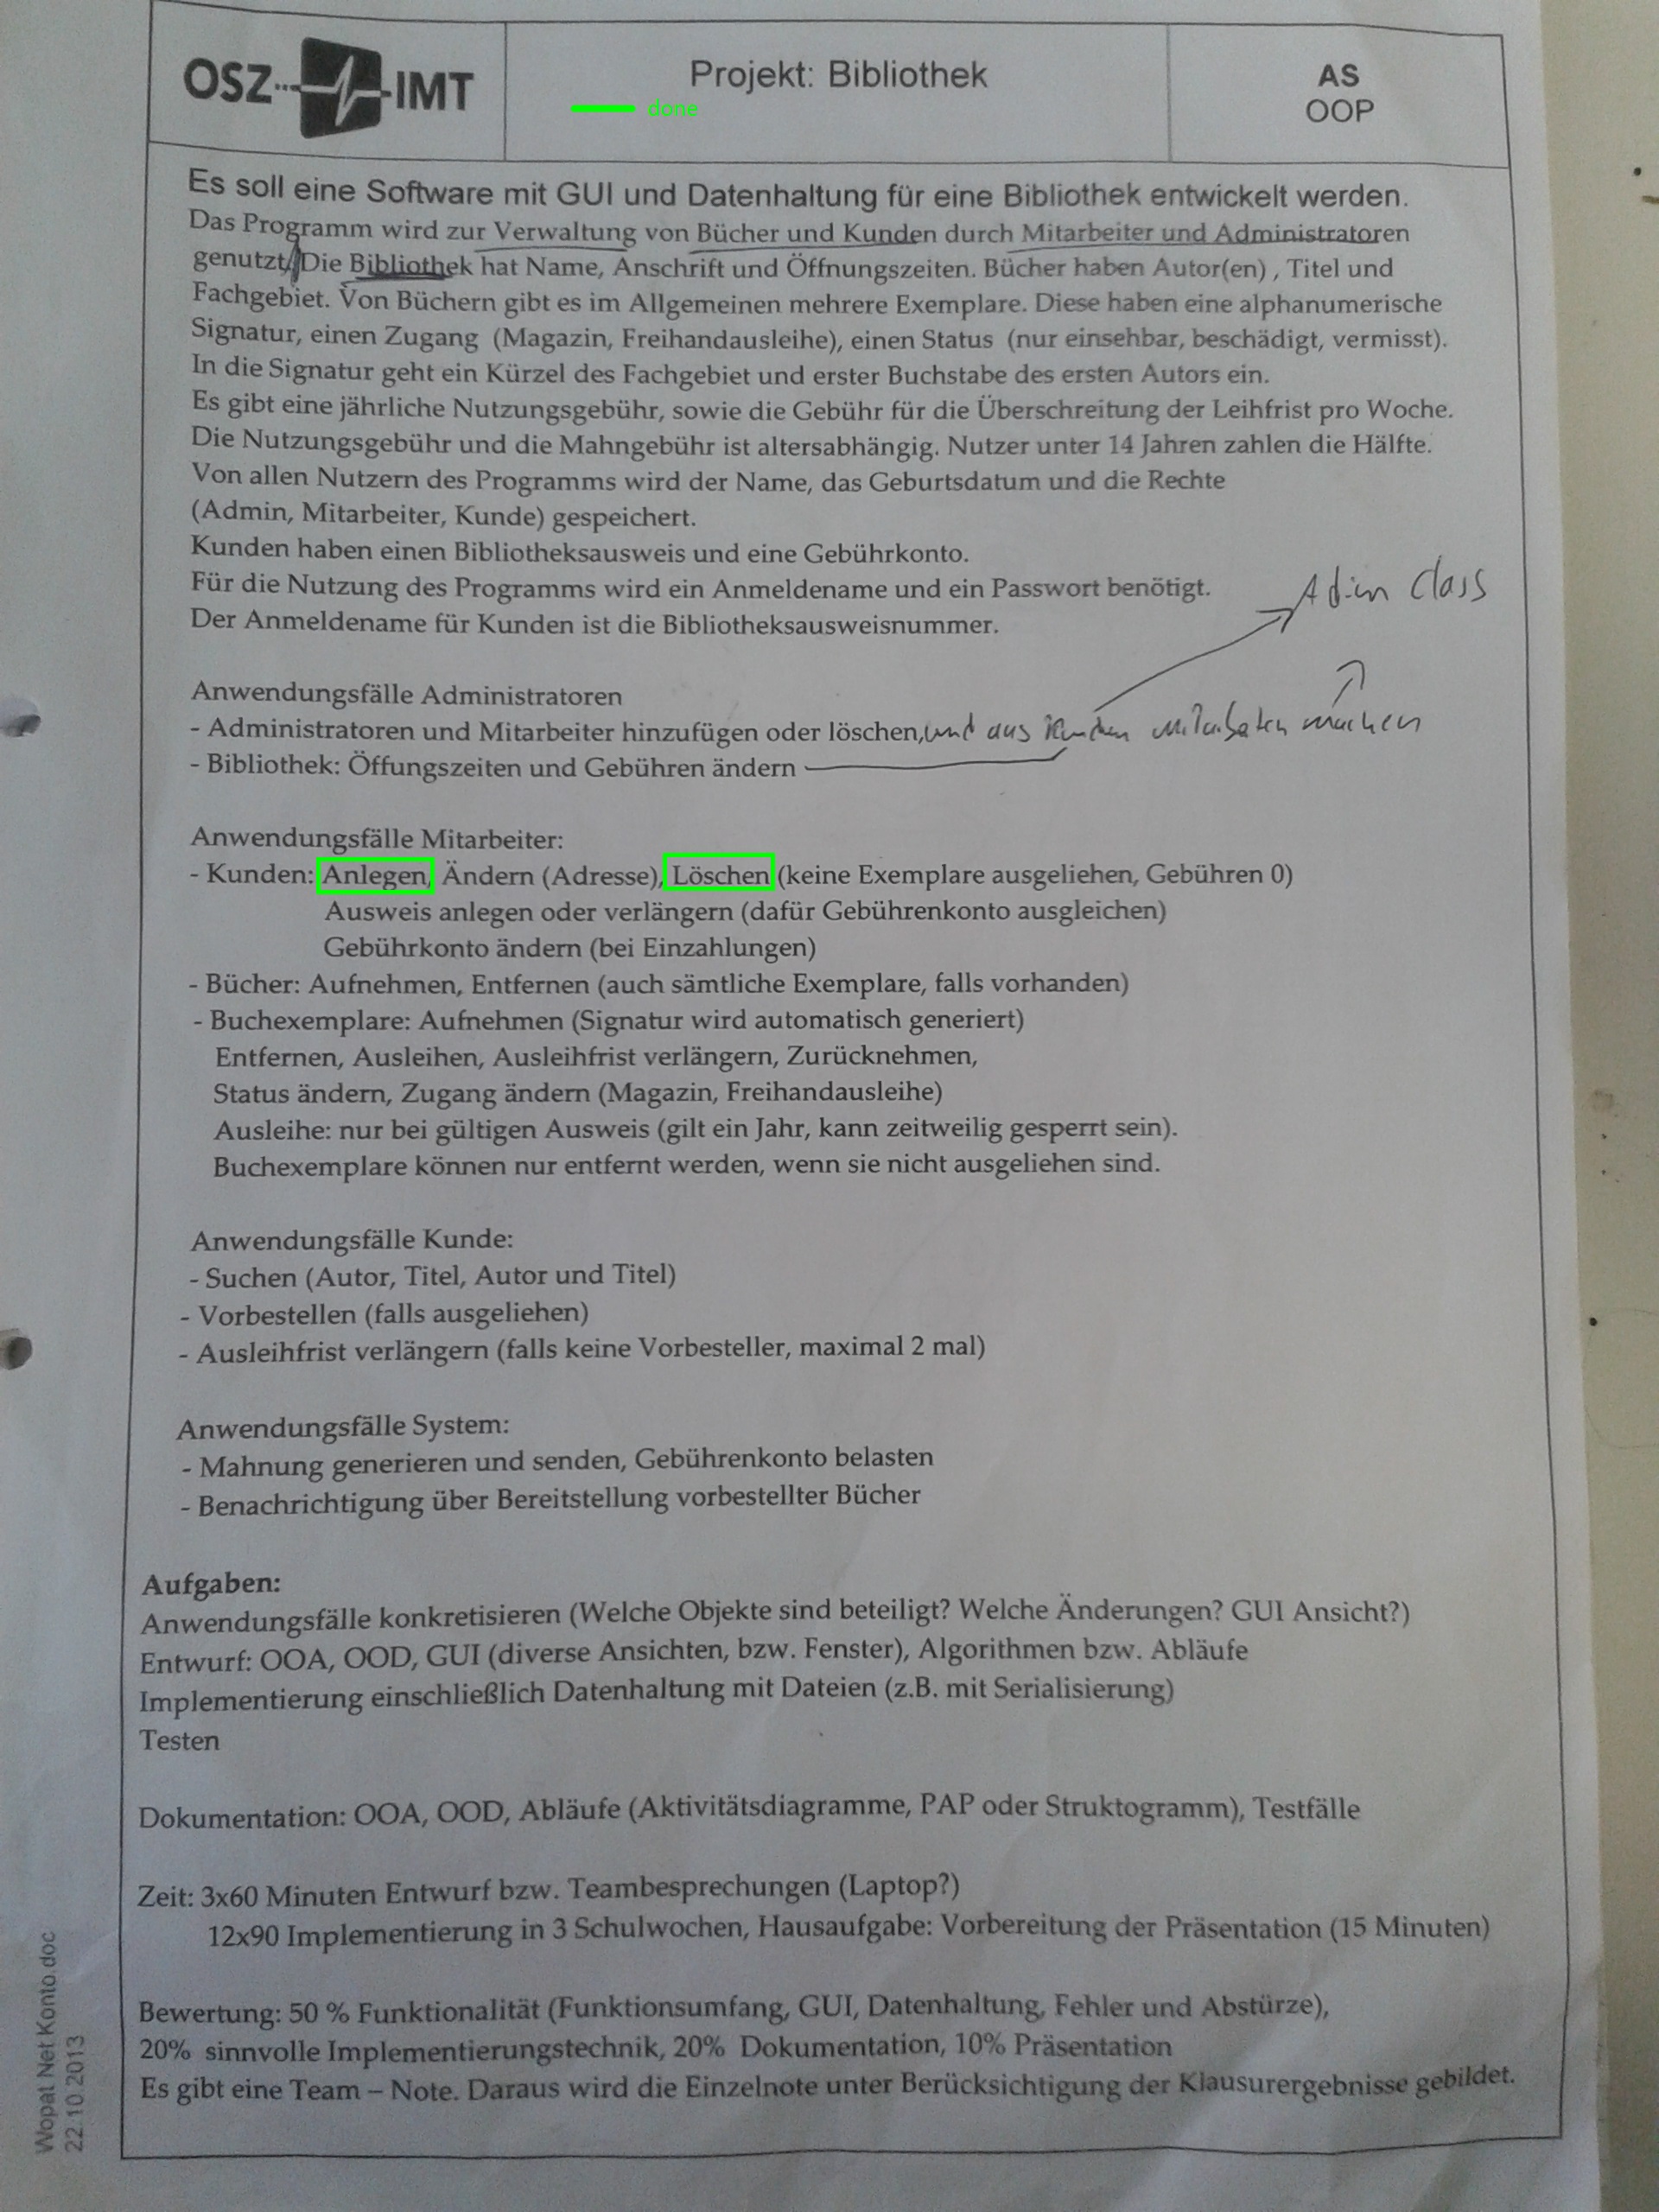 OSZ IMT
Projekt: Bibliothek
done
AS
OOP
Es soll eine Software mit GUI und Datenhaltung für eine Bibliothek entwickelt werden.
Das Programm wird zur Verwaltung von Bücher und Kunden durch Mitarbeiter und Administratoren
genutzt. Die Bibliothek hat Name, Anschrift und Öffnungszeiten. Bücher haben Autor(en) , Titel und
Fachgebiet. Von Büchern gibt es im Allgemeinen mehrere Exemplare. Diese haben eine alphanumerische
Signatur, einen Zugang (Magazin, Freihandausleihe), einen Status (nur einsehbar, beschädigt, vermisst).
In die Signatur geht ein Kürzel des Fachgebiet und erster Buchstabe des ersten Autors ein.
Es gibt eine jährliche Nutzungsgebühr, sowie die Gebühr für die Überschreitung der Leihfrist pro Woche.
Die Nutzungsgebühr und die Mahngebühr ist altersabhängig. Nutzer unter 14 Jahren zahlen die Hälfte.
Von allen Nutzern des Programms wird der Name, das Geburtsdatum und die Rechte
(Admin, Mitarbeiter, Kunde) gespeichert.
Kunden haben einen Bibliotheksausweis und eine Gebührkonto.
Für die Nutzung des Programms wird ein Anmeldename und ein Passwort benötigt.
Class
Der Anmeldename für Kunden ist die Bibliotheksausweisnummer.
Anwendungsfälle Administratoren
- Administratoren und Mitarbeiter hinzufügen oder löschen, und aus Kunden mitarbeiten machen
- Bibliothek: Öffungszeiten und Gebühren ändern
Anwendungsfälle Mitarbeiter:
- Kunden: Anlegen, Ändern (Adresse), Löschen (keine Exemplare ausgeliehen, Gebühren 0)
Ausweis anlegen oder verlängern (dafür Gebührenkonto ausgleichen)
Gebührkonto ändern (bei Einzahlungen)
- Bücher: Aufnehmen, Entfernen (auch sämtliche Exemplare, falls vorhanden)
- Buchexemplare: Aufnehmen (Signatur wird automatisch generiert)
Entfernen, Ausleihen, Ausleihfrist verlängern, Zurücknehmen,
Status ändern, Zugang ändern (Magazin, Freihandausleihe)
Ausleihe: nur bei gültigen Ausweis (gilt ein Jahr, kann zeitweilig gesperrt sein).
Buchexemplare können nur entfernt werden, wenn sie nicht ausgeliehen sind.
Anwendungsfälle Kunde:
- Suchen (Autor, Titel, Autor und Titel)
- Vorbestellen (falls ausgeliehen)
- Ausleihfrist verlängern (falls keine Vorbesteller, maximal 2 mal)
Anwendungsfälle System:
- Mahnung generieren und senden, Gebührenkonto belasten
- Benachrichtigung über Bereitstellung vorbestellter Bücher
Aufgaben:
Anwendungsfälle konkretisieren (Welche Objekte sind beteiligt? Welche Änderungen? GUI Ansicht?)
Entwurf: OOA, OOD, GUI (diverse Ansichten, bzw. Fenster), Algorithmen bzw. Abläufe
Implementierung einschließlich Datenhaltung mit Dateien (z.B. mit Serialisierung)
Testen
Dokumentation: OOA, OOD, Abläufe (Aktivitätsdiagramme, PAP oder Struktogramm), Testfälle
Zeit: 3x60 Minuten Entwurf bzw. Teambesprechungen (Laptop?)
12x90 Implementierung in 3 Schulwochen, Hausaufgabe: Vorbereitung der Präsentation (15 Minuten)
Bewertung: 50 % Funktionalität (Funktionsumfang, GUI, Datenhaltung, Fehler und Abstürze),
20% sinnvolle Implementierungstechnik, 20% Dokumentation, 10% Präsentation
Es gibt eine Team – Note. Daraus wird die Einzelnote unter Berücksichtigung der Klausurergebnisse gebildet.
Wopat Net Konto.doc
22.10.2013